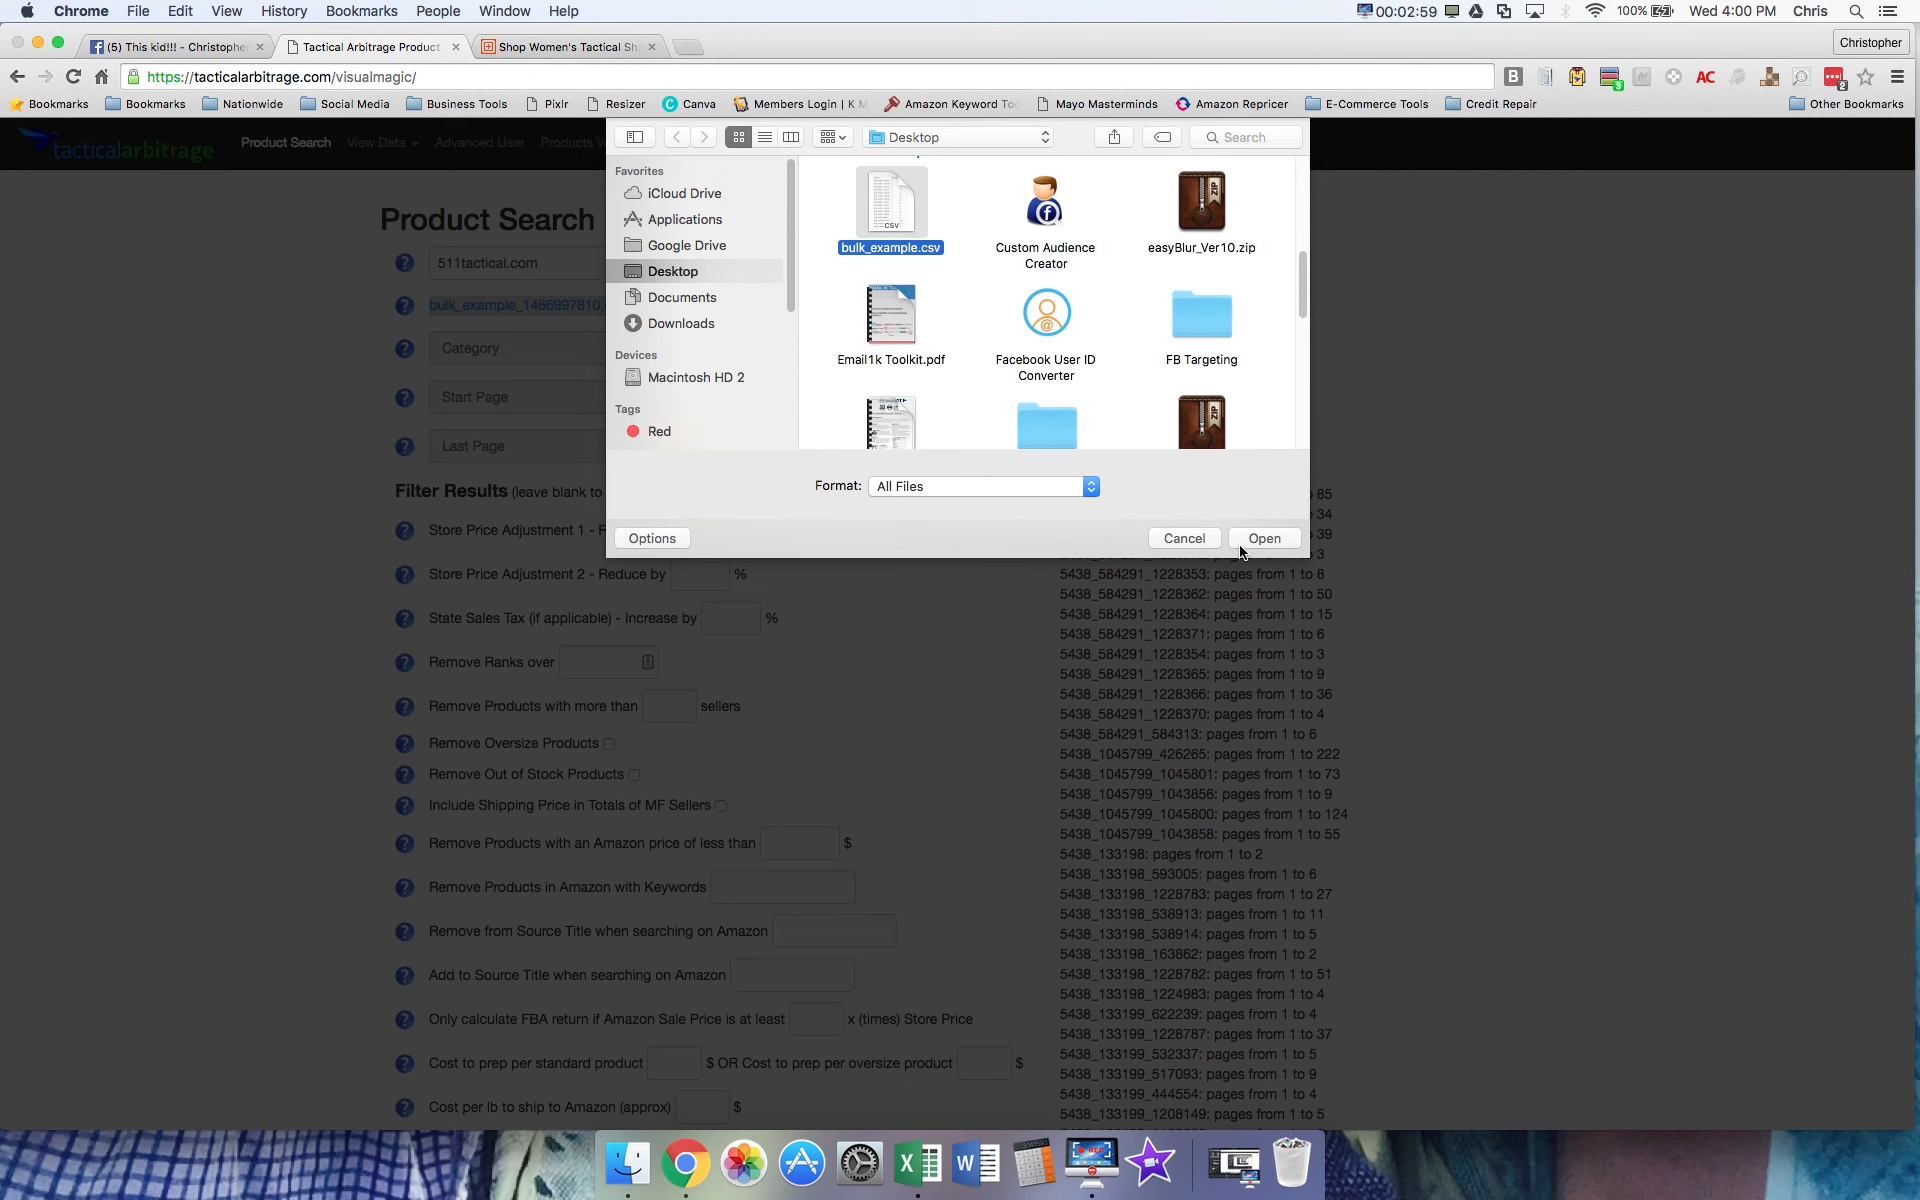 Chrome File Edit View History Bookmarks People Window Help 00:02:59 100% Wed 4:00 PM Chris
(5) This kid!!! - Christopher Tactical Arbitrage Product Shop Women's Tactical Sh Christopher
https://tacticalarbitrage.com/visualmagic/
AC 3 2
Bookmarks Bookmarks Nationwide Social Media Business Tools Pixlr Resizer Canva Members Login | K M Amazon Keyword To Mayo Masterminds Amazon Repricer E-Commerce Tools Credit Repair Other Bookmarks
tacticalarbitrage Product Search View Data Advanced User Products
Desktop Search
Favorites
iCloud Drive
Applications
Google Drive
Desktop
Documents
Downloads
Devices
Macintosh HD 2
Tags
Red
CSV
bulk_example.csv
Custom Audience
Creator
ZIP
easyBlur_Ver10.zip
Email1k Toolkit.pdf
Facebook User ID
Converter
FB Targeting
ZIP
Format: All Files
Options Cancel Open
Product Search
511tactical.com
bulk_example_1466997810.
Category
Start Page
Last Page
Filter Results (leave blank to
Store Price Adjustment 1 - R
Store Price Adjustment 2 - Reduce by %
State Sales Tax (if applicable) - Increase by %
Remove Ranks over
Remove Products with more than sellers
Remove Oversize Products
Remove Out of Stock Products
Include Shipping Price in Totals of MF Sellers
Remove Products with an Amazon price of less than $
Remove Products in Amazon with Keywords
Remove from Source Title when searching on Amazon
Add to Source Title when searching on Amazon
Only calculate FBA return if Amazon Sale Price is at least x (times) Store Price
Cost to prep per standard product $ OR Cost to prep per oversize product $
Cost per lb to ship to Amazon (approx) $
85
34
39
3
5438_584291_1228353: pages from 1 to 8
5438_584291_1228362: pages from 1 to 50
5438_584291_1228364: pages from 1 to 15
5438_584291_1228371: pages from 1 to 6
5438_584291_1228354: pages from 1 to 3
5438_584291_1228365: pages from 1 to 9
5438_584291_1228366: pages from 1 to 36
5438_584291_1228370: pages from 1 to 4
5438_584291_584313: pages from 1 to 6
5438_1045799_426265: pages from 1 to 222
5438_1045799_1045801: pages from 1 to 73
5438_1045799_1043856: pages from 1 to 9
5438_1045799_1045800: pages from 1 to 124
5438_1045799_1043858: pages from 1 to 55
5438_133198: pages from 1 to 2
5438_133198_593005: pages from 1 to 6
5438_133198_1228783: pages from 1 to 27
5438_133198_538913: pages from 1 to 11
5438_133198_538914: pages from 1 to 5
5438_133198_163862: pages from 1 to 2
5438_133198_1228782: pages from 1 to 51
5438_133198_1224983: pages from 1 to 4
5438_133199_622239: pages from 1 to 4
5438_133199_1228787: pages from 1 to 37
5438_133199_532337: pages from 1 to 5
5438_133199_517093: pages from 1 to 9
5438_133199_444554: pages from 1 to 4
5438_133199_1208149: pages from 1 to 5